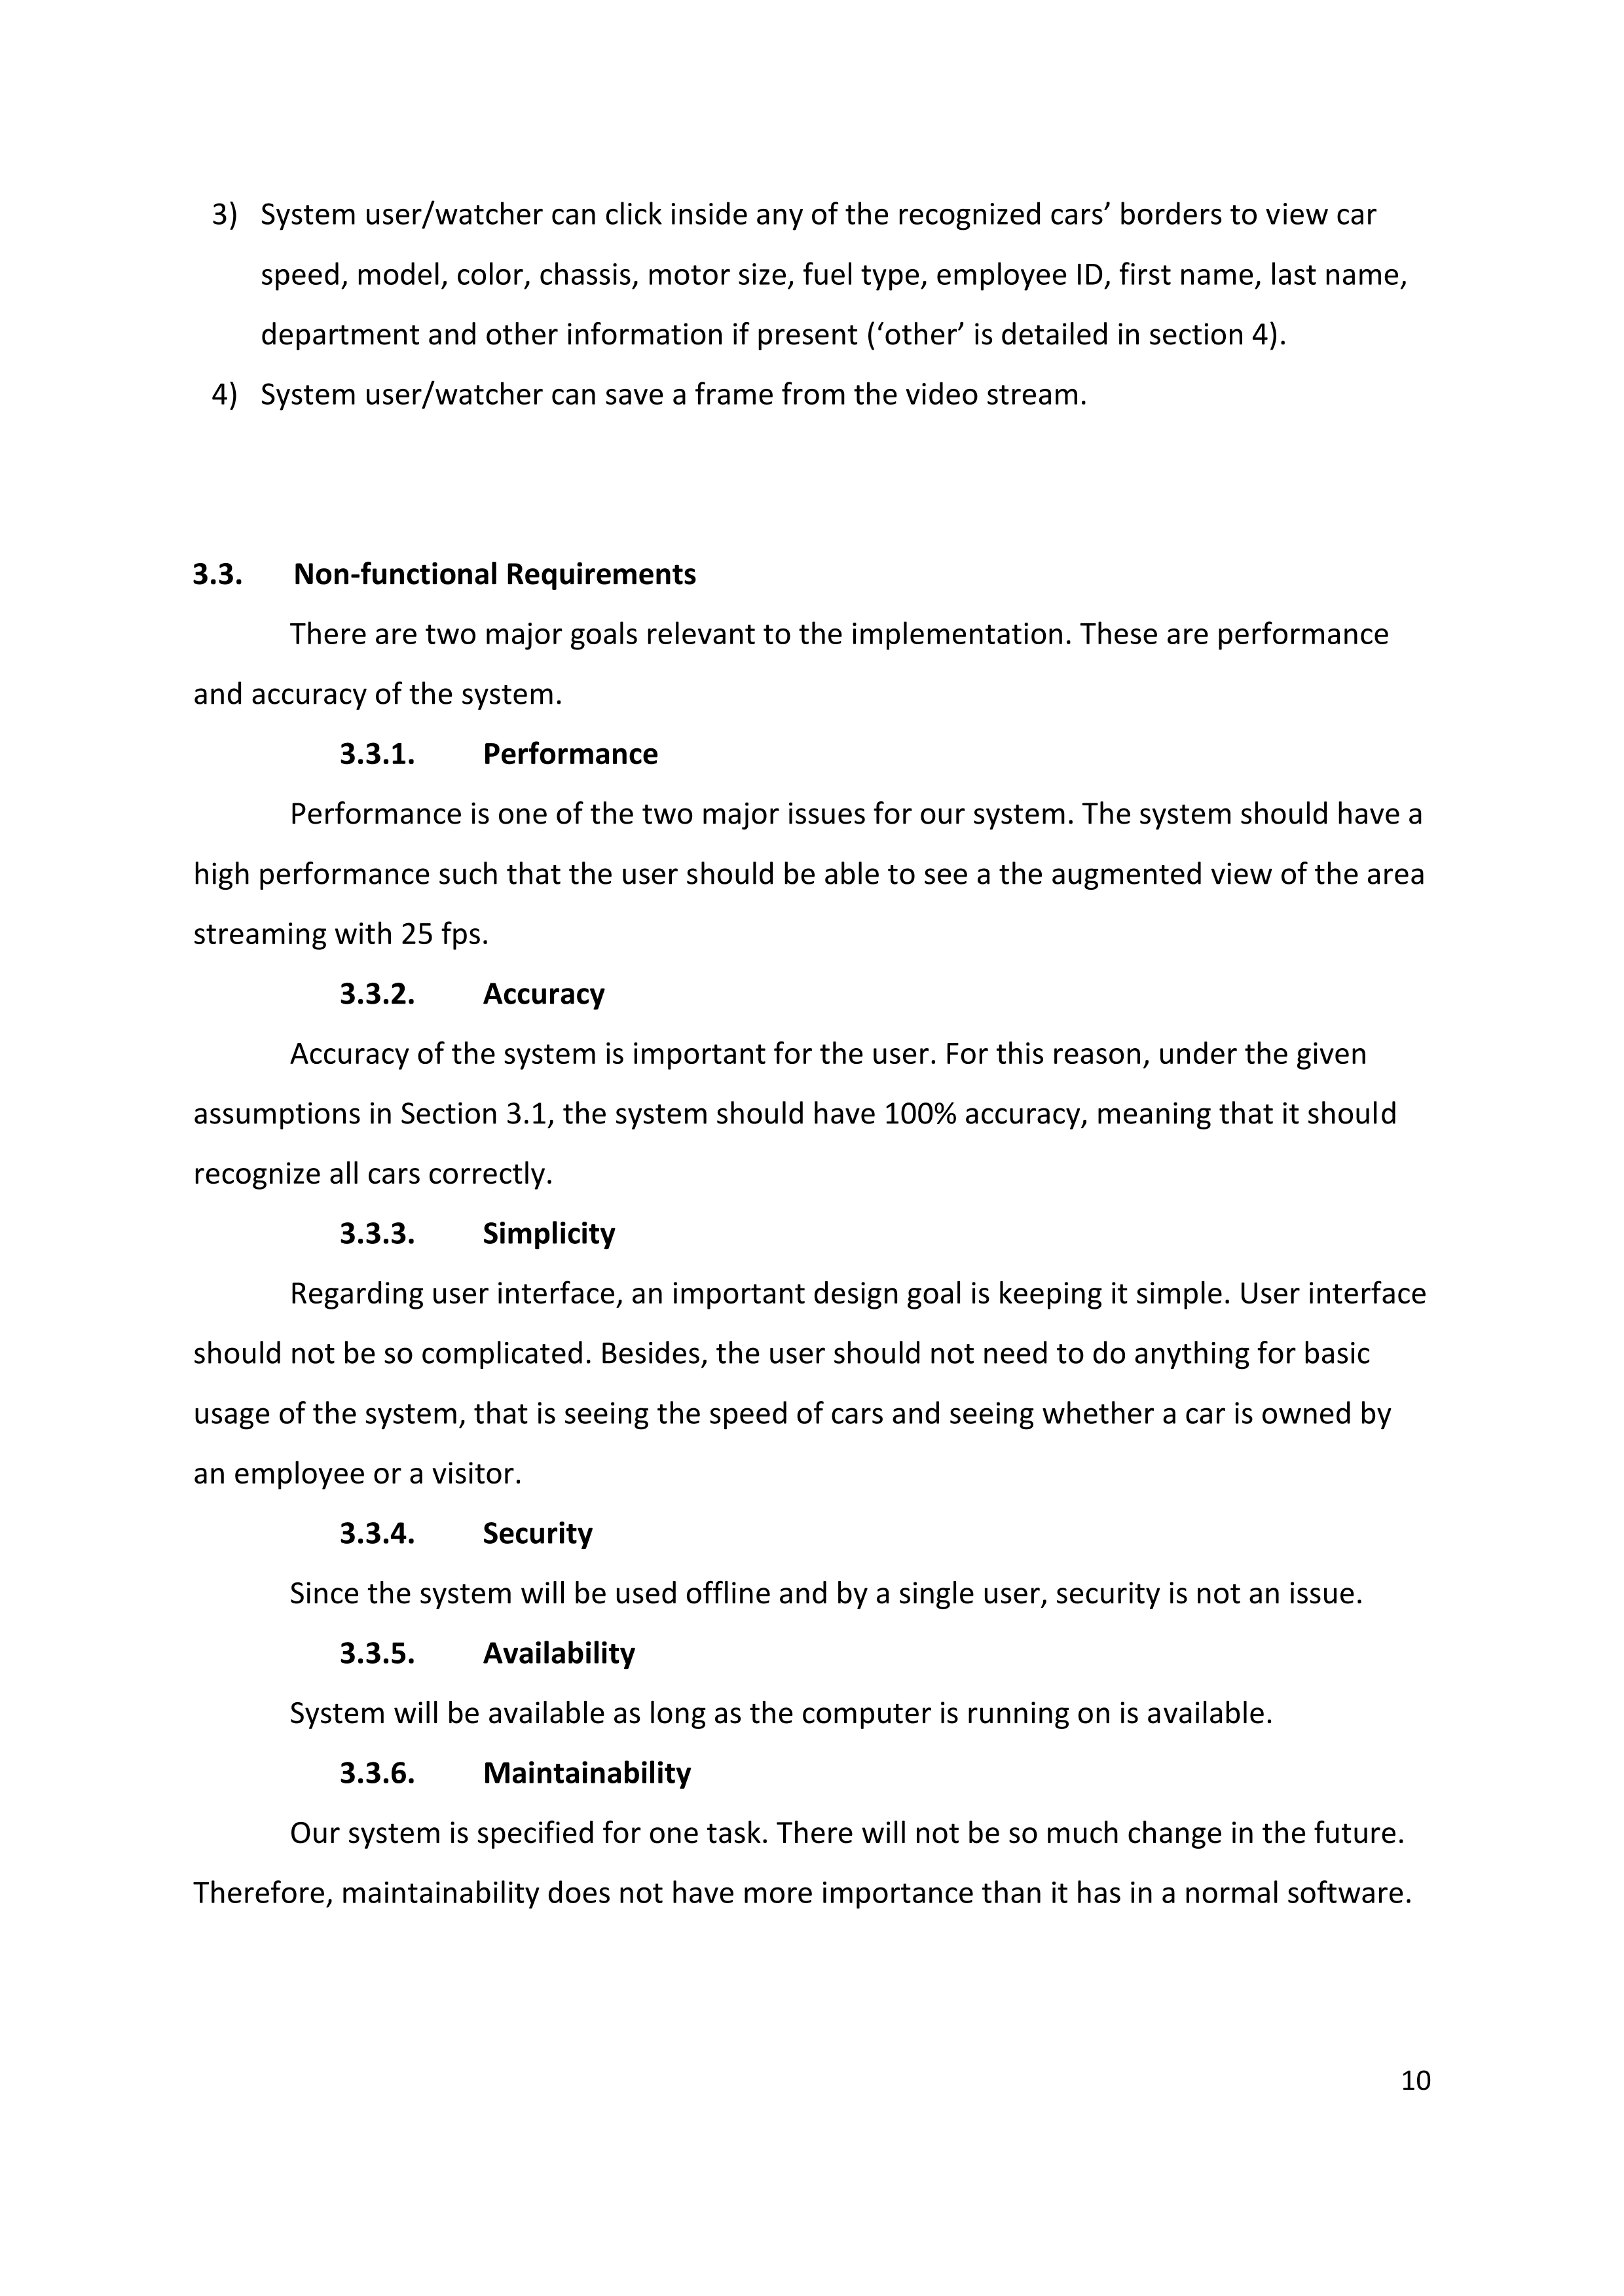 3) System user/watcher can click inside any of the recognized cars’ borders to view car
speed, model, color, chassis, motor size, fuel type, employee ID, first name, last name,
department and other information if present (‘other’ is detailed in section 4).
4) System user/watcher can save a frame from the video stream.
3.3. Non-functional Requirements
There are two major goals relevant to the implementation. These are performance
and accuracy of the system.
3.3.1. Performance
Performance is one of the two major issues for our system. The system should have a
high performance such that the user should be able to see a the augmented view of the area
streaming with 25 fps.
3.3.2. Accuracy
Accuracy of the system is important for the user. For this reason, under the given
assumptions in Section 3.1, the system should have 100% accuracy, meaning that it should
recognize all cars correctly.
3.3.3. Simplicity
Regarding user interface, an important design goal is keeping it simple. User interface
should not be so complicated. Besides, the user should not need to do anything for basic
usage of the system, that is seeing the speed of cars and seeing whether a car is owned by
an employee or a visitor.
3.3.4. Security
Since the system will be used offline and by a single user, security is not an issue.
3.3.5. Availability
System will be available as long as the computer is running on is available.
3.3.6. Maintainability
Our system is specified for one task. There will not be so much change in the future.
Therefore, maintainability does not have more importance than it has in a normal software.
10